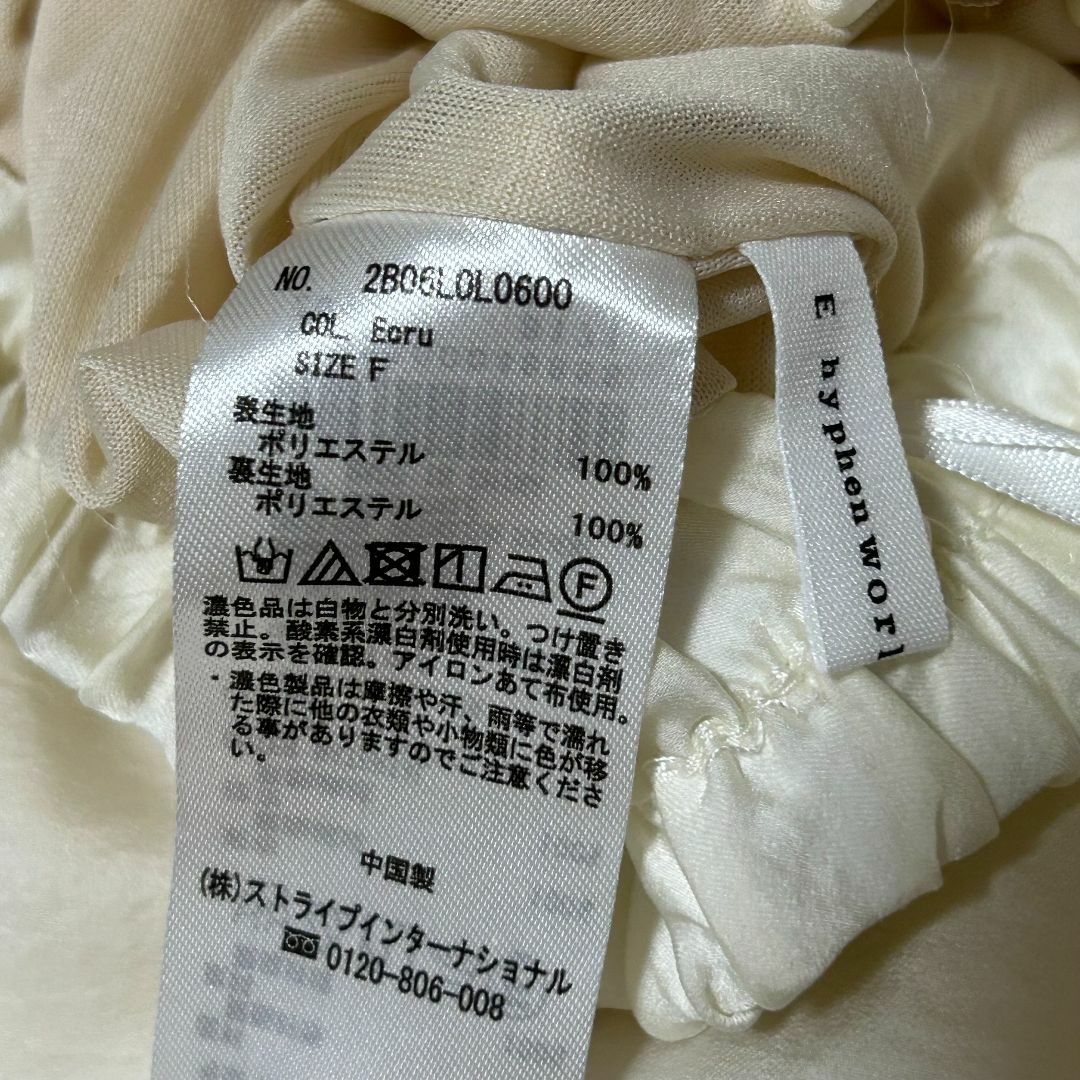 NO. 2B06L0L0600
COL. Ecru
SIZE F
表生地
ポリエステル 100%
裏生地
ポリエステル 100%
F
濃色品は白物と分別洗い。つけ置き
禁止。酸素系漂白剤使用時は漂白剤
の表示を確認。アイロンあて布使用。
・濃色製品は摩擦や汗、雨等で濡れ
た際に他の衣類や小物類に色が移
る事がありますのでご注意くださ
い。
中国製
(株)ストライプインターナショナル
0120-806-008
E hyphen worl